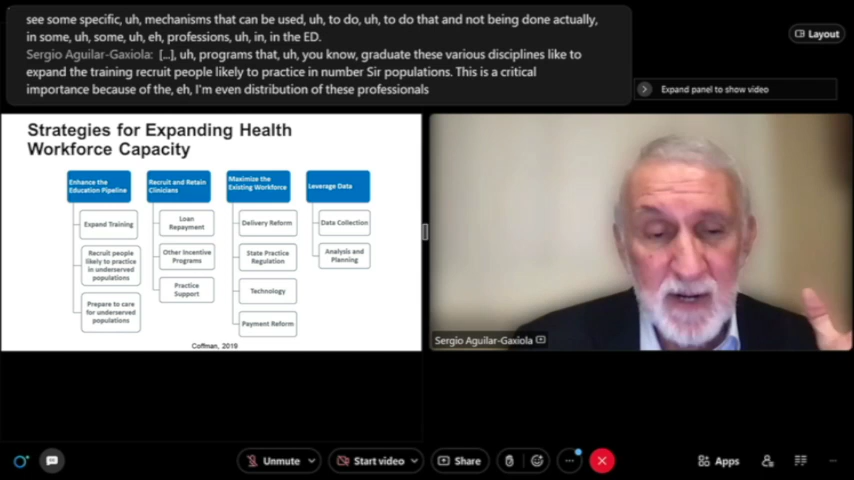 see some specific, uh, mechanisms that can be used, uh, to do, uh, to do that and not being done actually,
in some, uh, some, uh, eh, professions, uh, in, in the ED.
Sergio Aguilar-Gaxiola: [...], uh, programs that, uh, you know, graduate these various disciplines like to
expand the training recruit people likely to practice in number Sir populations. This is a critical
importance because of the, eh, I'm even distribution of these professionals
Layout
Expand panel to show video
Strategies for Expanding Health
Workforce Capacity
Enhance the
Education Pipeline
Expand Training
Recruit people
likely to practice
in underserved
populations
Prepare to care
for underserved
populations
Recruit and Retain
Clinicians
Loan
Repayment
Other Incentive
Programs
Practice
Support
Maximize the
Existing Workforce
Delivery Reform
State Practice
Regulation
Technology
Payment Reform
Leverage Data
Data Collection
Analysis and
Planning
Coffman, 2019
Sergio Aguilar-Gaxiola
Unmute
Start video
Share
Apps